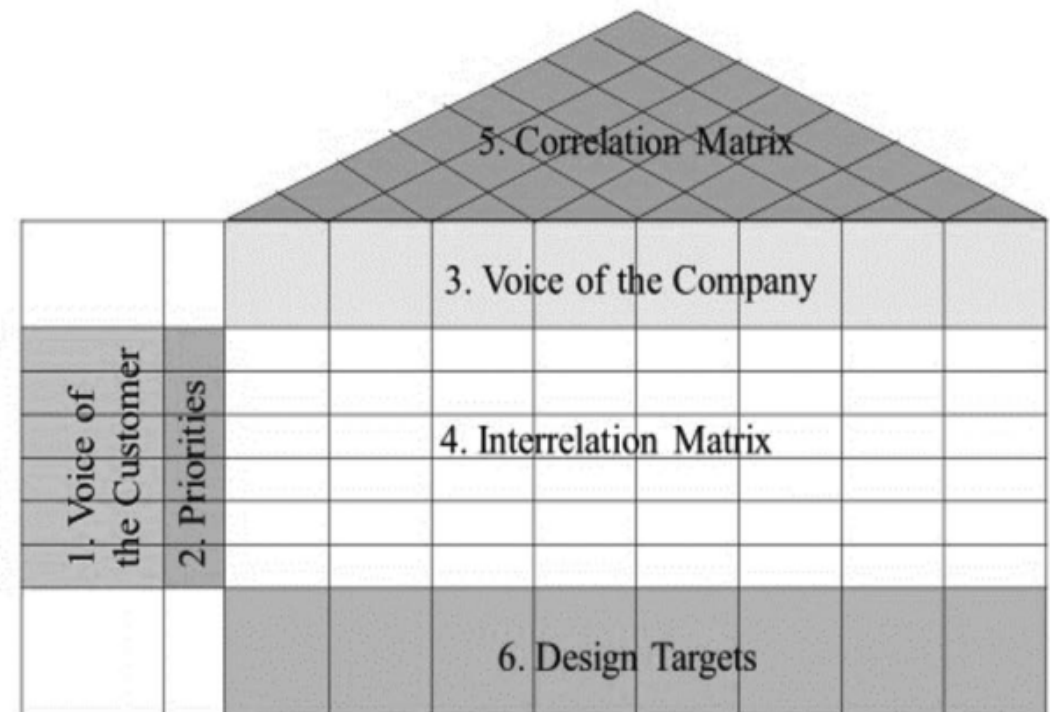 5. Correlation Matrix
3. Voice of the Company
1. Voice of
the Customer
2. Priorities
4. Interrelation Matrix
6. Design Targets